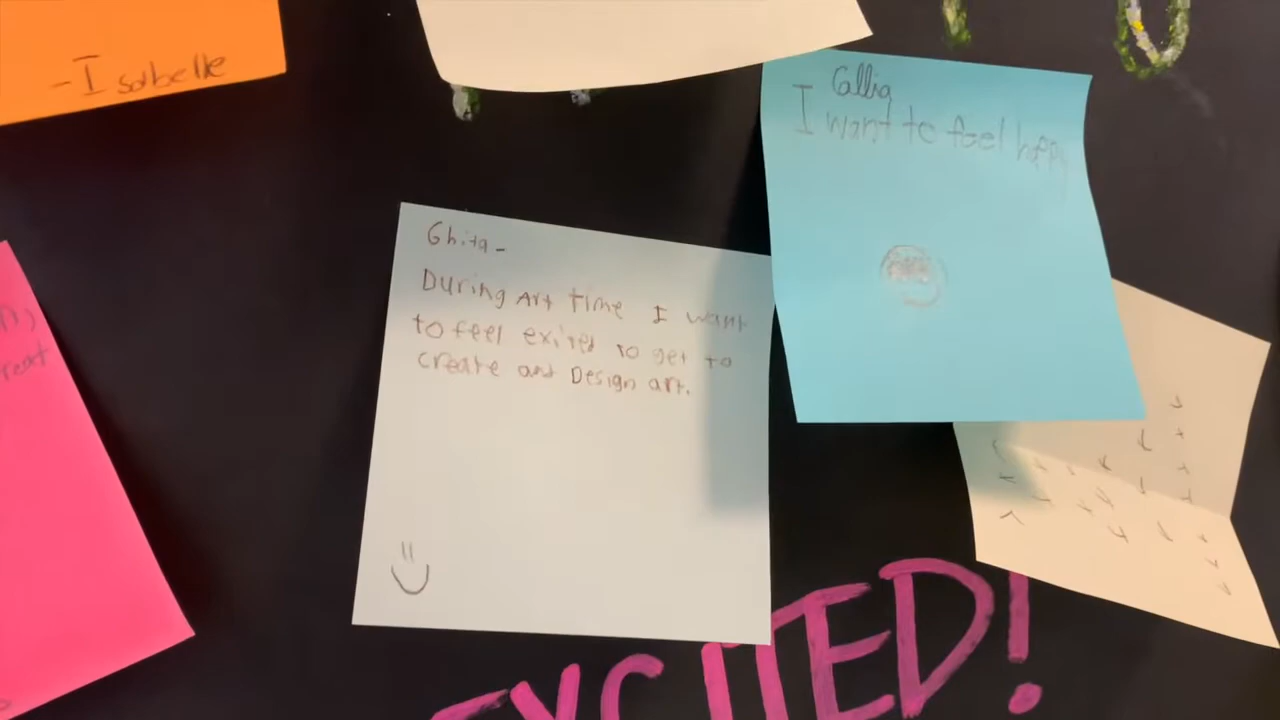 -Isabelle
Callia
I want to feel happy
Ghita-
During Art time I want
to feel exited to get to
create and Design art.
EXCITED!